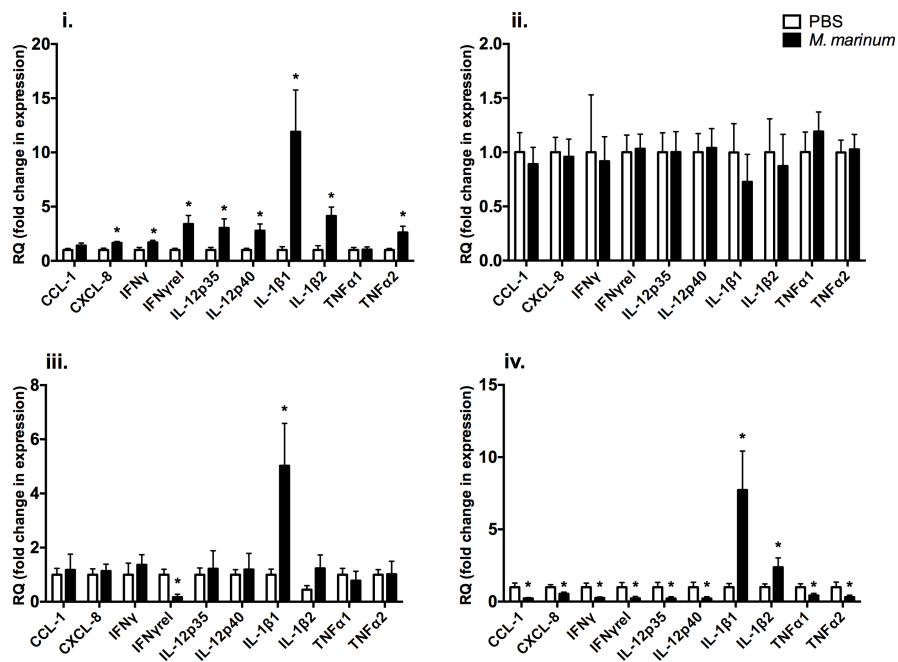 i.
RQ (fold change in expression)
20
15
10
5
0
* * * * * * * *
CCL-1 CXCL-8 IFNγ IFNγrel IL-12p35 IL-12p40 IL-1β1 IL-1β2 TNFα1 TNFα2
ii.
PBS
M. marinum
RQ (fold change in expression)
2.0
1.5
1.0
0.5
0.0
CCL-1 CXCL-8 IFNγ IFNγrel IL-12p35 IL-12p40 IL-1β1 IL-1β2 TNFα1 TNFα2
iii.
RQ (fold change in expression)
8
6
4
2
0
* *
CCL-1 CXCL-8 IFNγ IFNγrel IL-12p35 IL-12p40 IL-1β1 IL-1β2 TNFα1 TNFα2
iv.
RQ (fold change in expression)
15
10
5
0
* * * * * * * * * *
CCL-1 CXCL-8 IFNγ IFNγrel IL-12p35 IL-12p40 IL-1β1 IL-1β2 TNFα1 TNFα2